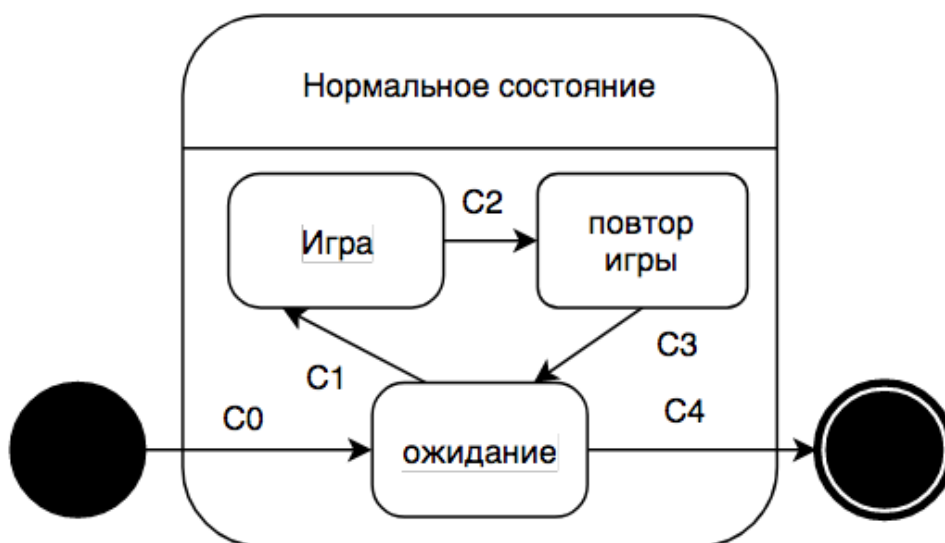 Нормальное состояние
Игра
C2
повтор
игры
C1
C3
C0
ожидание
C4